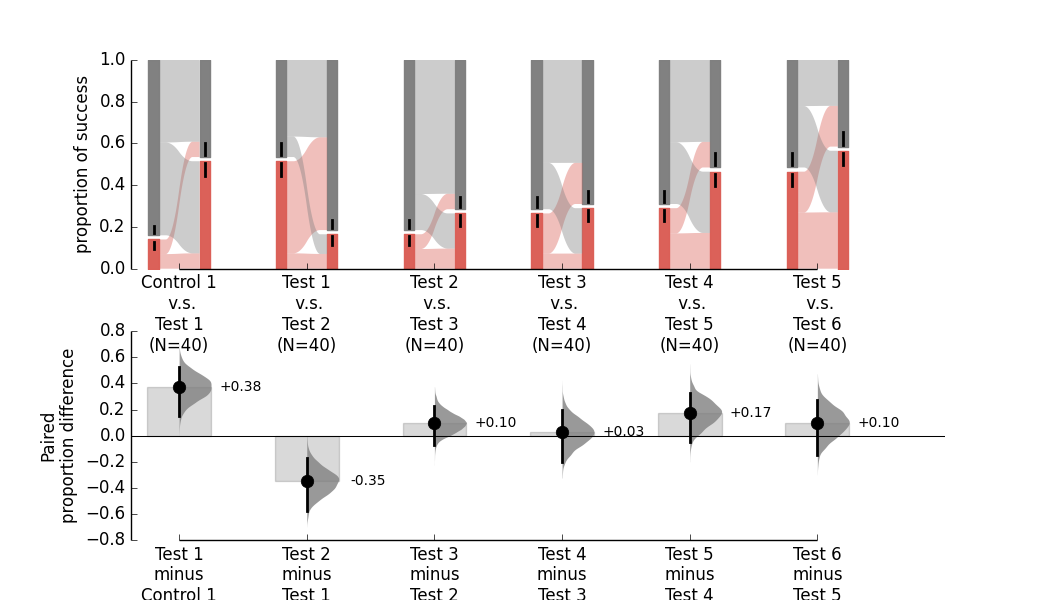 1.0
0.8
0.6
0.4
0.2
0.0
proportion of success
Control 1
v.s.
Test 1
(N=40)
Test 1
v.s.
Test 2
(N=40)
Test 2
v.s.
Test 3
(N=40)
Test 3
v.s.
Test 4
(N=40)
Test 4
v.s.
Test 5
(N=40)
Test 5
v.s.
Test 6
(N=40)
0.8
0.6
0.4
0.2
0.0
−0.2
−0.4
−0.6
−0.8
Paired
proportion difference
+0.38
-0.35
+0.10
+0.03
+0.17
+0.10
Test 1
minus
Control 1
Test 2
minus
Test 1
Test 3
minus
Test 2
Test 4
minus
Test 3
Test 5
minus
Test 4
Test 6
minus
Test 5